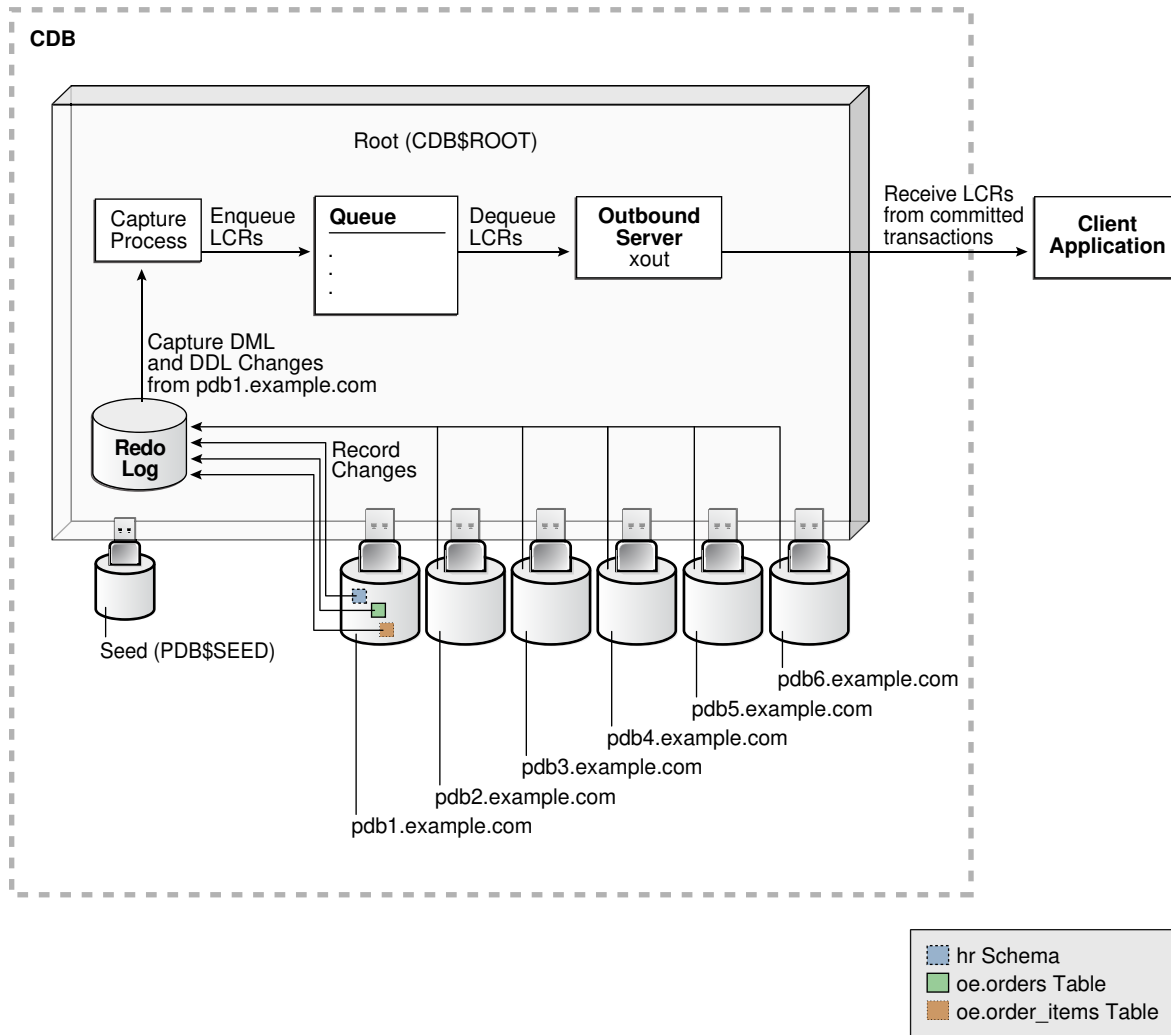 CDB
Root (CDB$ROOT)
Capture
Process
Enqueue
LCRs
Queue
.
.
.
Dequeue
LCRs
Outbound
Server
xout
Receive LCRs
from committed
transactions
Client
Application
Capture DML
and DDL Changes
from pdb1.example.com
Redo
Log
Record
Changes
Seed (PDB$SEED)
pdb6.example.com
pdb5.example.com
pdb4.example.com
pdb3.example.com
pdb2.example.com
pdb1.example.com
hr Schema
oe.orders Table
oe.order_items Table